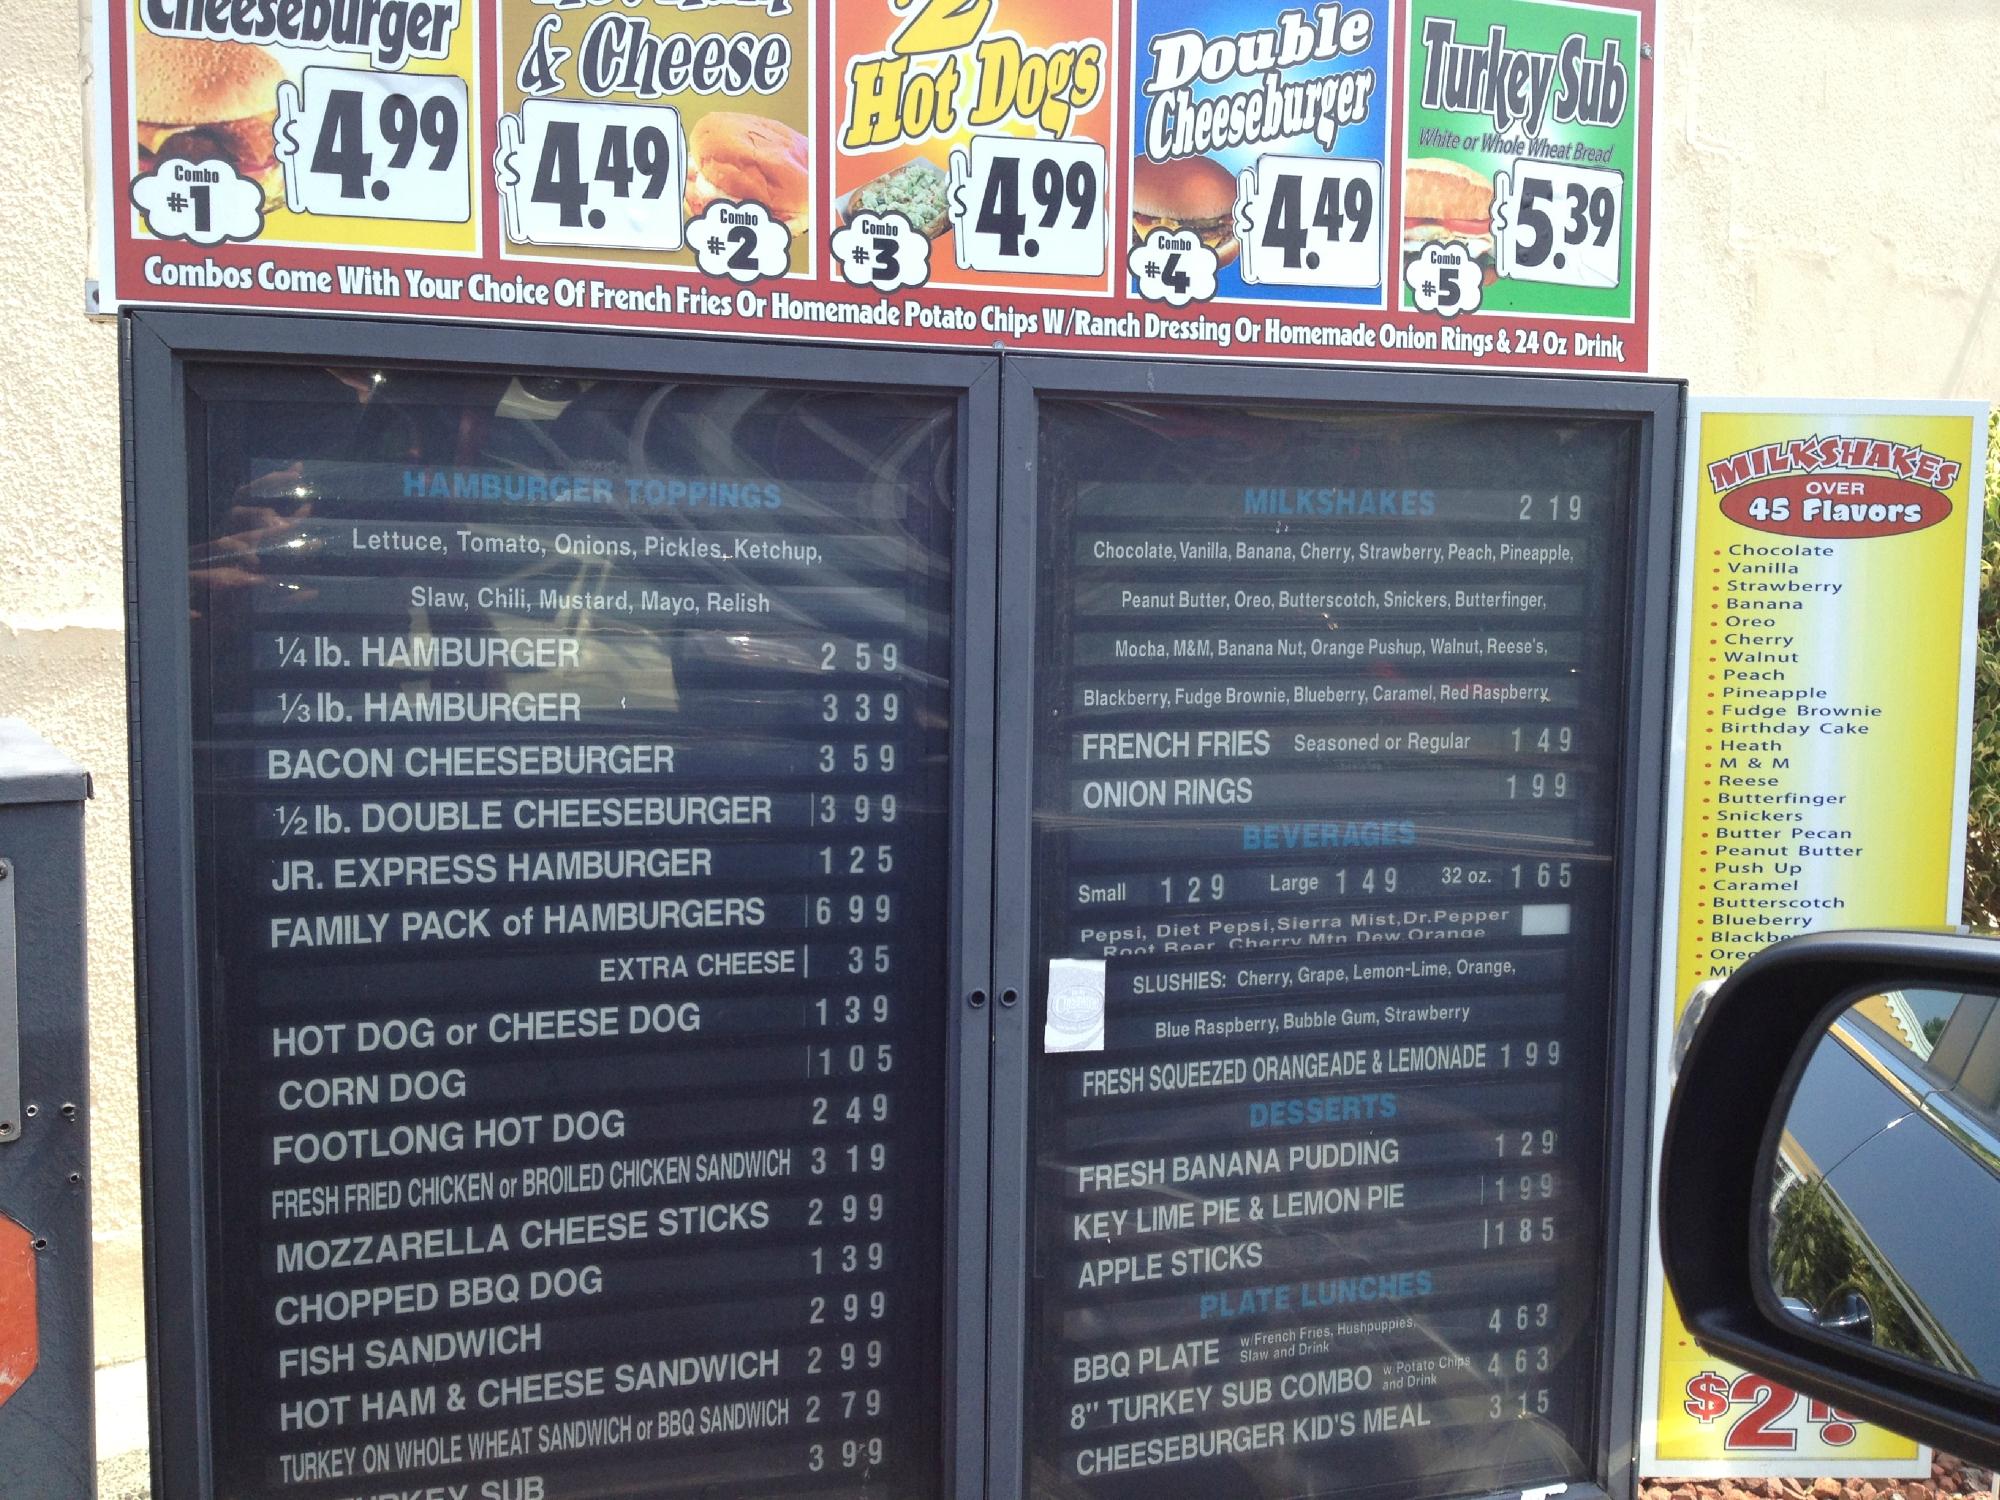 Cheeseburger
$4.99
Combo
#1
& Cheese
$4.49
Combo
#2
2
Hot Dogs
$4.99
Combo
#3
Double
Cheeseburger
$4.49
Combo
#4
Turkey Sub
White or Whole Wheat Bread
$5.39
Combo
#5
Combos Come With Your Choice Of French Fries Or Homemade Potato Chips W/Ranch Dressing Or Homemade Onion Rings & 24 Oz Drink
HAMBURGER TOPPINGS
Lettuce, Tomato, Onions, Pickles, Ketchup,
Slaw, Chili, Mustard, Mayo, Relish
1/4 lb. HAMBURGER 2 59
1/3 lb. HAMBURGER 3 39
BACON CHEESEBURGER 3 59
1/2 lb. DOUBLE CHEESEBURGER 3 99
JR. EXPRESS HAMBURGER 1 25
FAMILY PACK of HAMBURGERS 6 99
EXTRA CHEESE 35
HOT DOG or CHEESE DOG 1 39
CORN DOG 1 05
FOOTLONG HOT DOG 2 49
FRESH FRIED CHICKEN or BROILED CHICKEN SANDWICH 3 19
MOZZARELLA CHEESE STICKS 2 99
CHOPPED BBQ DOG 1 39
FISH SANDWICH 2 99
HOT HAM & CHEESE SANDWICH 2 99
TURKEY ON WHOLE WHEAT SANDWICH or BBQ SANDWICH 2 79
TURKEY SUB 3 99
MILKSHAKES 2 19
Chocolate, Vanilla, Banana, Cherry, Strawberry, Peach, Pineapple,
Peanut Butter, Oreo, Butterscotch, Snickers, Butterfinger,
Mocha, M&M, Banana Nut, Orange Pushup, Walnut, Reese's,
Blackberry, Fudge Brownie, Blueberry, Caramel, Red Raspberry
FRENCH FRIES Seasoned or Regular 1 49
ONION RINGS 1 99
BEVERAGES
Small 1 29 Large 1 49 32 oz. 1 65
Pepsi, Diet Pepsi,Sierra Mist,Dr.Pepper
Root Beer, Cherry Mtn Dew,Orange
SLUSHIES: Cherry, Grape, Lemon-Lime, Orange,
Blue Raspberry, Bubble Gum, Strawberry
FRESH SQUEEZED ORANGEADE & LEMONADE 1 99
DESSERTS
FRESH BANANA PUDDING 1 29
KEY LIME PIE & LEMON PIE 1 99
APPLE STICKS 1 85
PLATE LUNCHES
BBQ PLATE w/French Fries, Hushpuppies, Slaw and Drink 4 63
8" TURKEY SUB COMBO w/Potato Chips and Drink 4 63
CHEESEBURGER KID'S MEAL 3 15
MILKSHAKES
OVER
45 Flavors
Chocolate
Vanilla
Strawberry
Banana
Oreo
Cherry
Walnut
Peach
Pineapple
Fudge Brownie
Birthday Cake
Heath
M & M
Reese
Butterfinger
Snickers
Butter Pecan
Peanut Butter
Push Up
Caramel
Butterscotch
Blueberry
$2